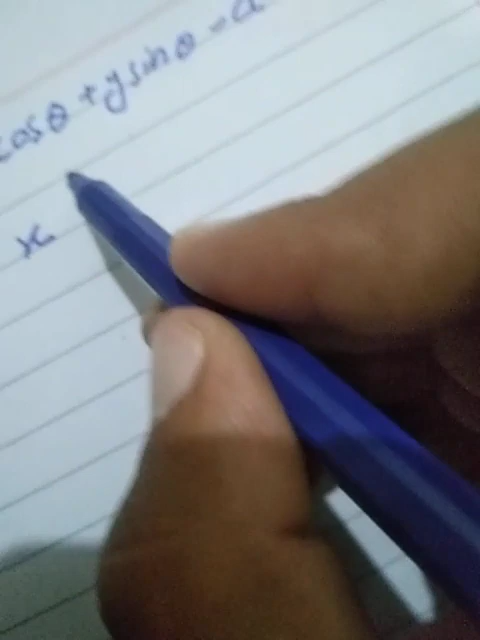 cosθ + y sinθ = a
x